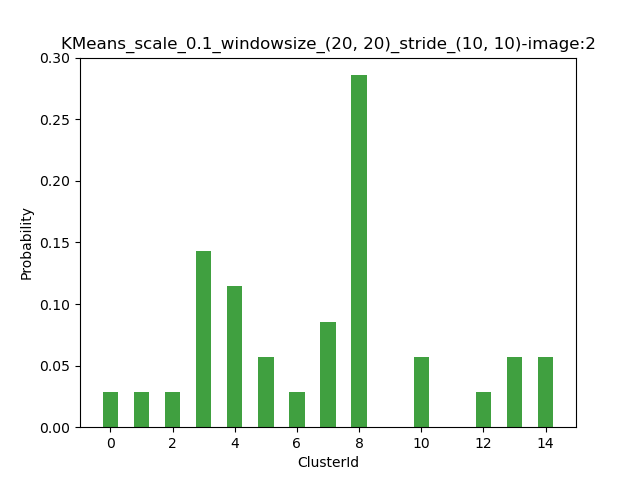 KMeans_scale_0.1_windowsize_(20, 20)_stride_(10, 10)-image:2
0.30
0.25
0.20
0.15
0.10
0.05
0.00
Probability
0 2 4 6 8 10 12 14
ClusterId